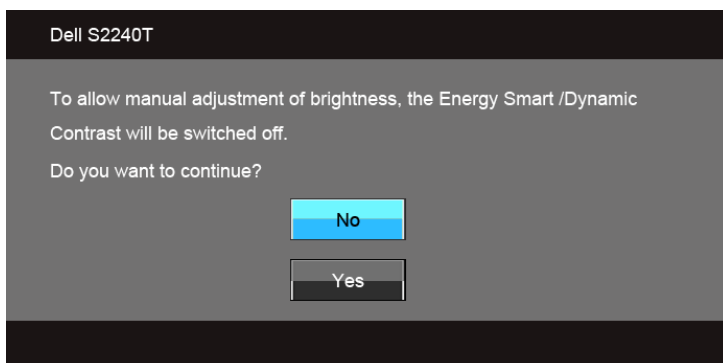 Dell S2240T
To allow manual adjustment of brightness, the Energy Smart /Dynamic
Contrast will be switched off.
Do you want to continue?
No
Yes